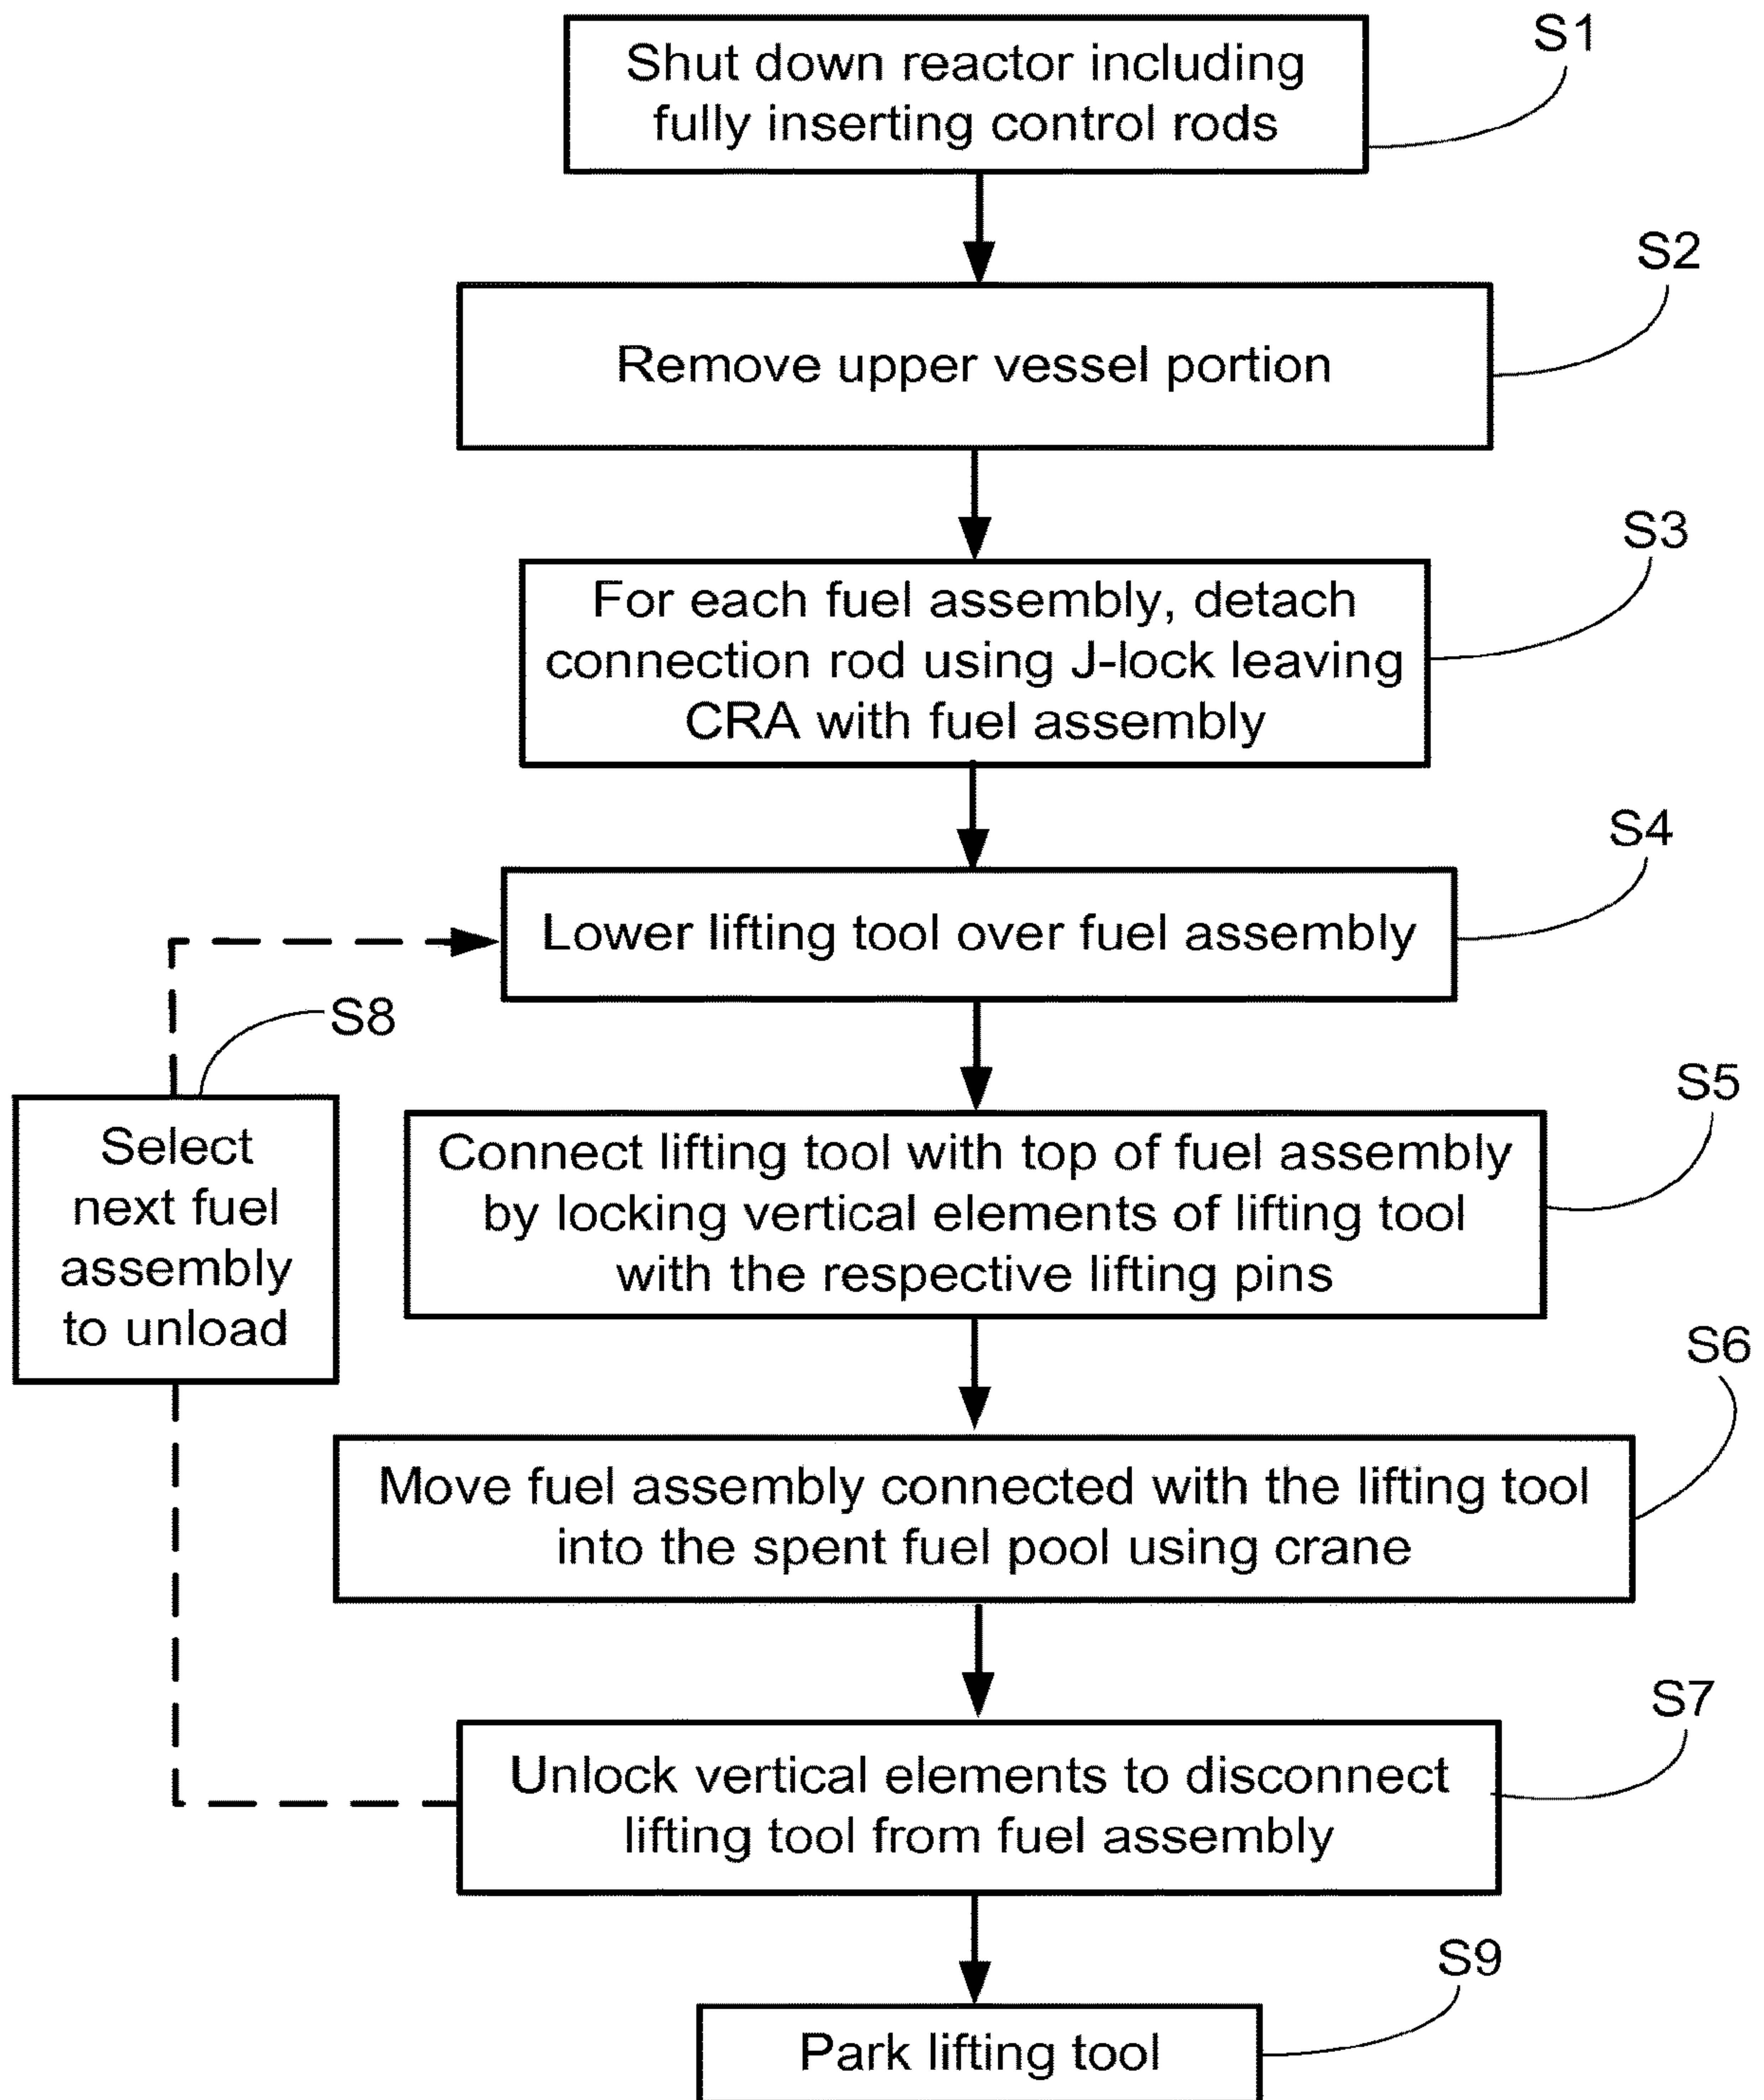 S1
Shut down reactor including
fully inserting control rods
S2
Remove upper vessel portion
S3
For each fuel assembly, detach
connection rod using J-lock leaving
CRA with fuel assembly
S4
Lower lifting tool over fuel assembly
S8
Select
next fuel
assembly
to unload
S5
Connect lifting tool with top of fuel assembly
by locking vertical elements of lifting tool
with the respective lifting pins
S6
Move fuel assembly connected with the lifting tool
into the spent fuel pool using crane
S7
Unlock vertical elements to disconnect
lifting tool from fuel assembly
S9
Park lifting tool